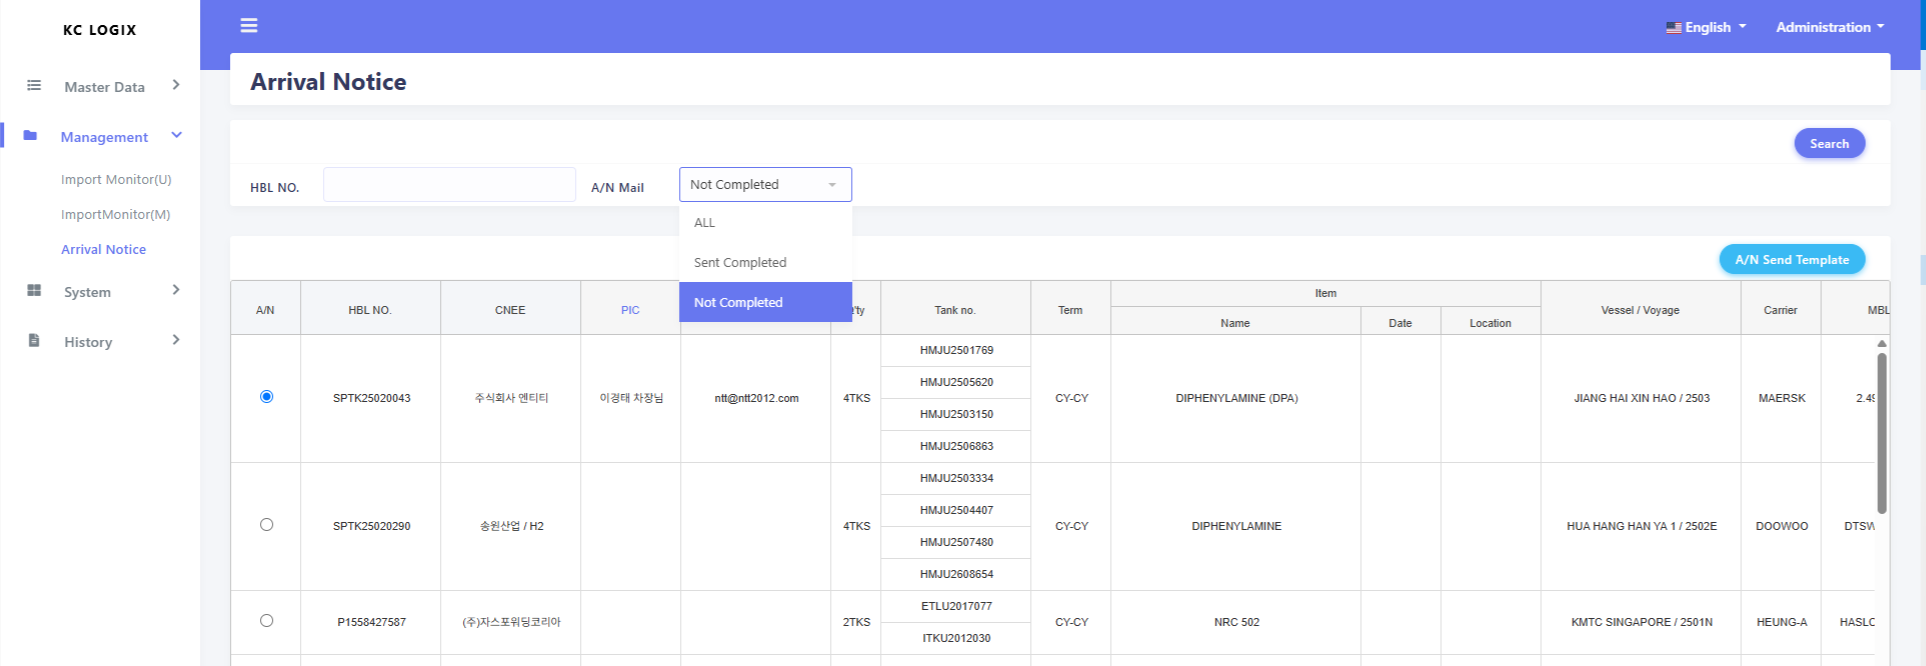 KC LOGIX
English
Administration
Master Data
Management
Import Monitor(U)
ImportMonitor(M)
Arrival Notice
System
History
Arrival Notice
Search
HBL NO.
A/N Mail
Not Completed
ALL
Sent Completed
Not Completed
A/N Send Template
A/N HBL NO. CNEE PIC Tank no. Term Item Vessel / Voyage Carrier MBL
Name Date Location
SPTK25020043 주식회사 엔티티 이경태 차장님 ntt@ntt2012.com 4TKS CY-CY DIPHENYLAMINE (DPA) JIANG HAI XIN HAO / 2503 MAERSK 2.49
HMJU2501769
HMJU2505620
HMJU2503150
HMJU2506863
SPTK25020290 송원산업 / H2 4TKS CY-CY DIPHENYLAMINE HUA HANG HAN YA 1 / 2502E DOOWOO DTSW
HMJU2503334
HMJU2504407
HMJU2507480
HMJU2608654
P1558427587 (주)자스포워딩코리아 2TKS CY-CY NRC 502 KMTC SINGAPORE / 2501N HEUNG-A HASLC
ETLU2017077
ITKU2012030